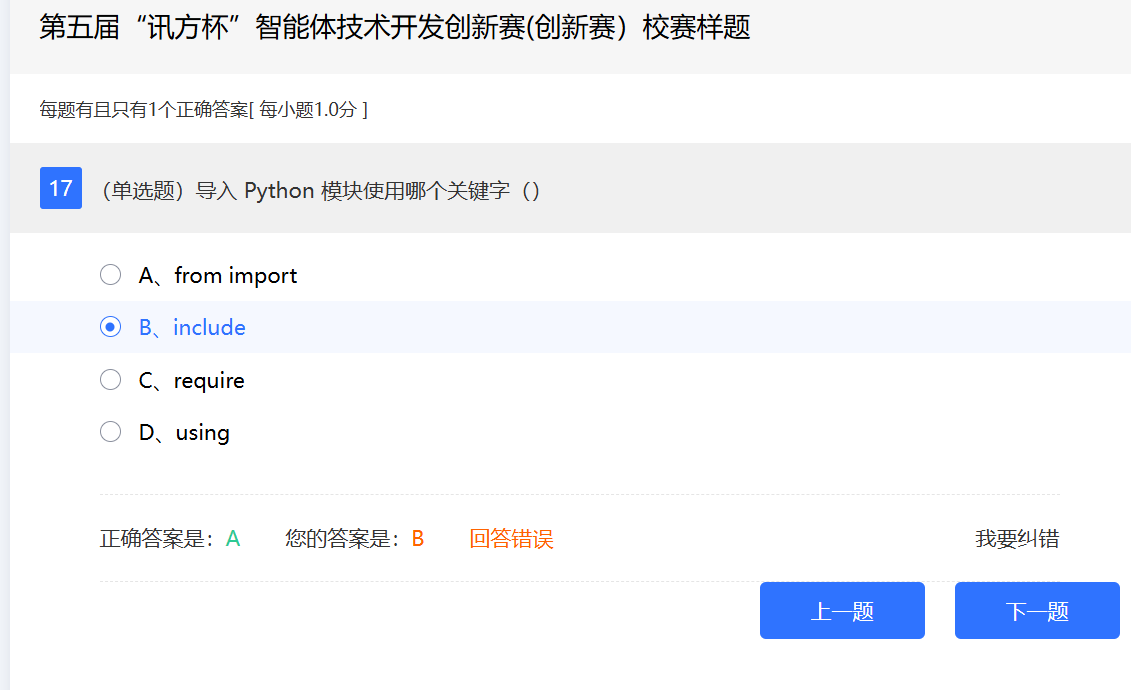 第五届“讯方杯”智能体技术开发创新赛(创新赛）校赛样题
每题有且只有1个正确答案[ 每小题1.0分 ]
17 （单选题）导入 Python 模块使用哪个关键字（）
A、from import
B、include
C、require
D、using
正确答案是：A 您的答案是：B 回答错误 我要纠错
上一题 下一题